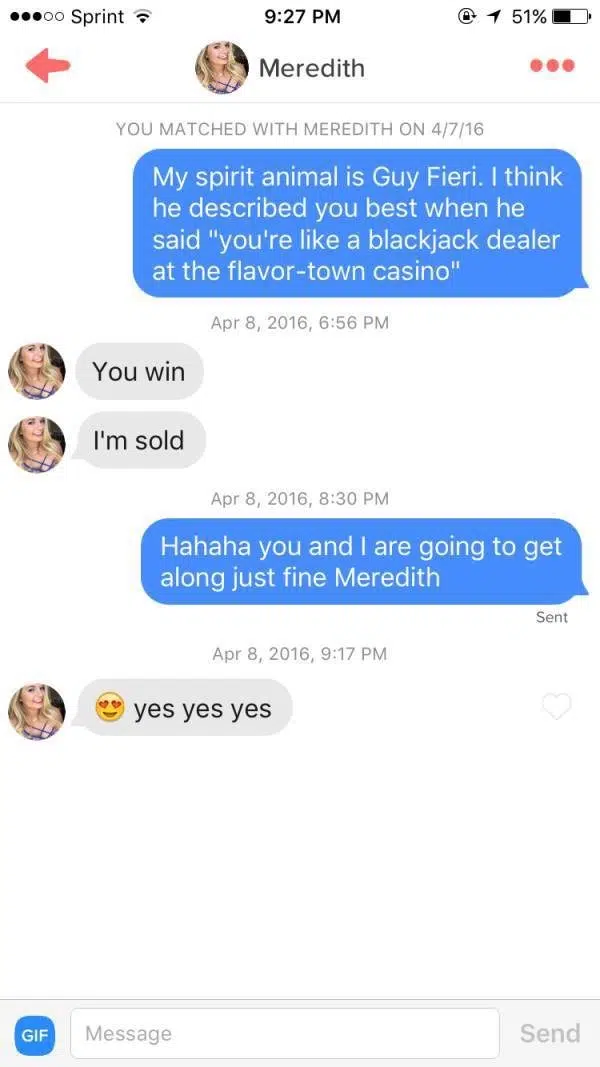 Sprint 9:27 PM 51%
Meredith
YOU MATCHED WITH MEREDITH ON 4/7/16
My spirit animal is Guy Fieri. I think
he described you best when he
said "you're like a blackjack dealer
at the flavor-town casino"
Apr 8, 2016, 6:56 PM
You win
I'm sold
Apr 8, 2016, 8:30 PM
Hahaha you and I are going to get
along just fine Meredith
Sent
Apr 8, 2016, 9:17 PM
😍 yes yes yes
GIF Message Send